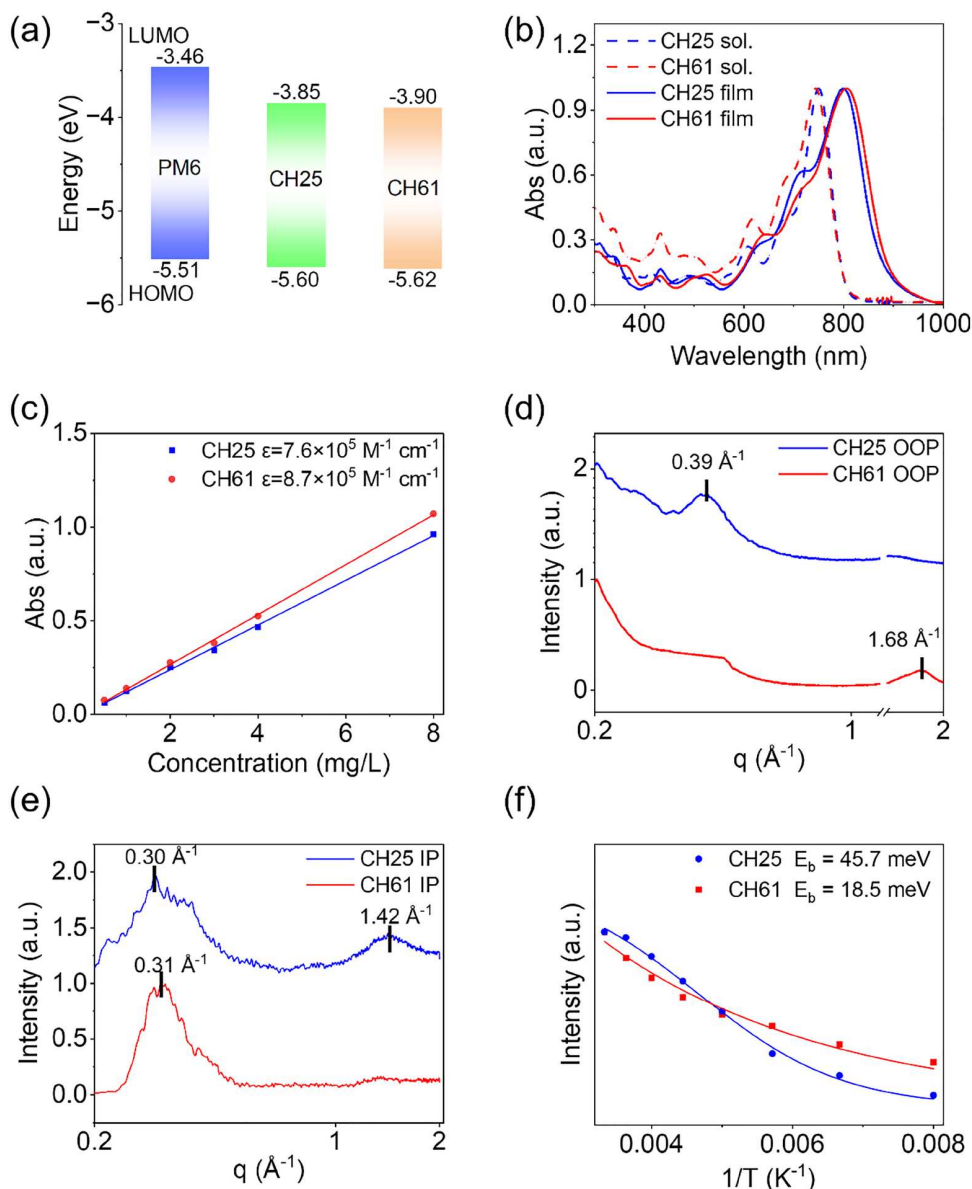 (a)
LUMO
−3
−4
−5
−6
Energy (eV)
-3.46
-3.85
-3.90
PM6
CH25
CH61
-5.51
-5.60
-5.62
HOMO
(b)
CH25 sol.
CH61 sol.
CH25 film
CH61 film
Abs (a.u.)
1.2
0.9
0.6
0.3
0.0
400 600 800 1000
Wavelength (nm)
(c)
CH25 ε=7.6×10⁵ M⁻¹ cm⁻¹
CH61 ε=8.7×10⁵ M⁻¹ cm⁻¹
Abs (a.u.)
1.5
1.0
0.5
0.0
2 4 6 8
Concentration (mg/L)
(d)
CH25 OOP
CH61 OOP
0.39 Å⁻¹
1.68 Å⁻¹
Intensity (a.u.)
2
1
0
0.2 1 2
q (Å⁻¹)
(e)
CH25 IP
CH61 IP
0.30 Å⁻¹
1.42 Å⁻¹
0.31 Å⁻¹
Intensity (a.u.)
2.0
1.5
1.0
0.5
0.0
0.2 1 2
q (Å⁻¹)
(f)
CH25 E_b = 45.7 meV
CH61 E_b = 18.5 meV
Intensity (a.u.)
0.004 0.006 0.008
1/T (K⁻¹)